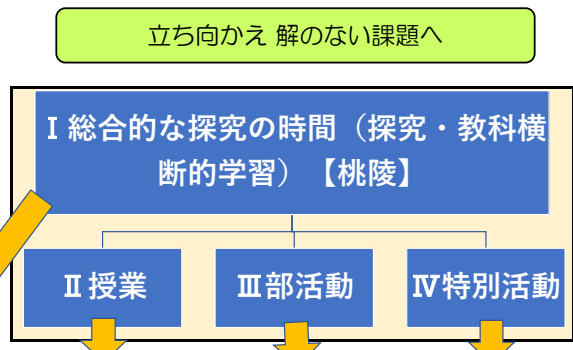 立ち向かえ 解のない課題へ
Ⅰ総合的な探究の時間（探究・教科横
断的学習）【桃陵】
Ⅱ授業
Ⅲ部活動
Ⅳ特別活動